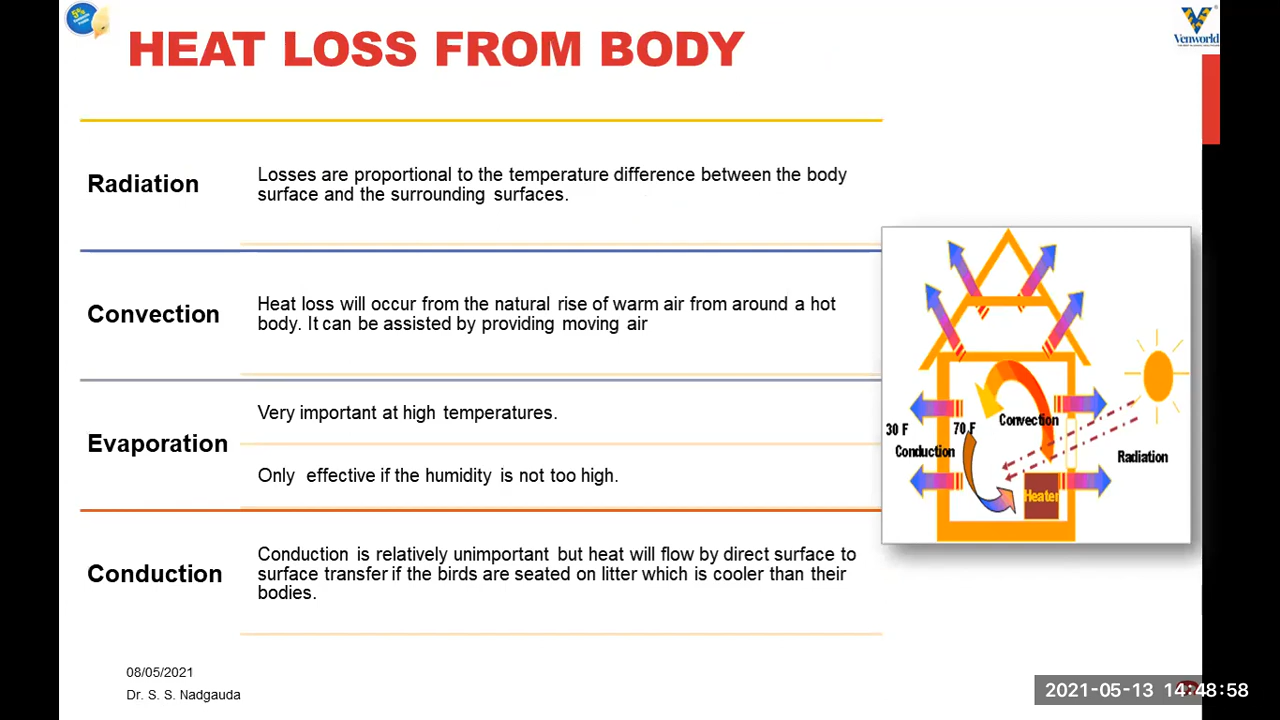 5%
Venworld
HEAT LOSS FROM BODY
Radiation
Losses are proportional to the temperature difference between the body
surface and the surrounding surfaces.
Convection
Heat loss will occur from the natural rise of warm air from around a hot
body. It can be assisted by providing moving air
Evaporation
Very important at high temperatures.
Only effective if the humidity is not too high.
Conduction
Conduction is relatively unimportant but heat will flow by direct surface to
surface transfer if the birds are seated on litter which is cooler than their
bodies.
30 F
70 F
Convection
Conduction
Radiation
Heater
08/05/2021
Dr. S. S. Nadgauda
2021-05-13 14:48:58